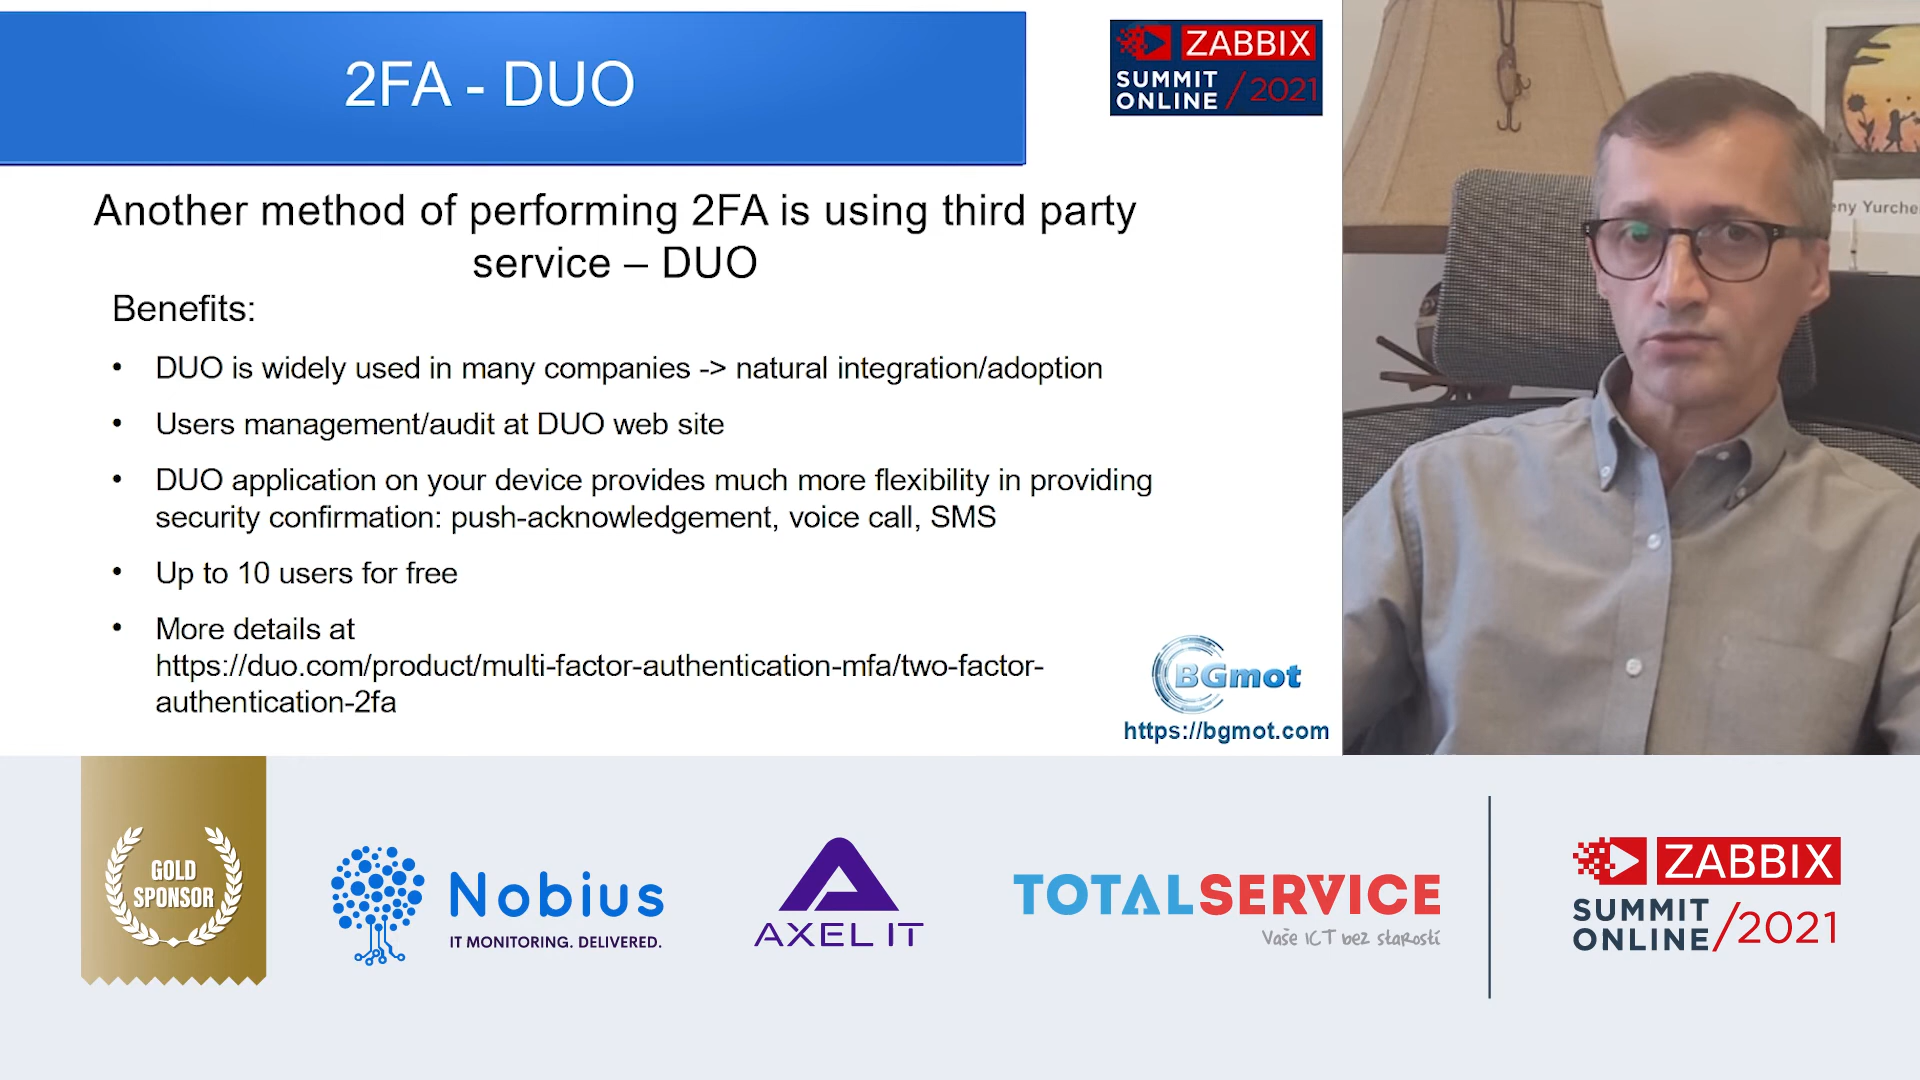 2FA - DUO
ZABBIX
SUMMIT
ONLINE / 2021
Another method of performing 2FA is using third party
service – DUO
Benefits:
• DUO is widely used in many companies -> natural integration/adoption
• Users management/audit at DUO web site
• DUO application on your device provides much more flexibility in providing
security confirmation: push-acknowledgement, voice call, SMS
• Up to 10 users for free
• More details at
https://duo.com/product/multi-factor-authentication-mfa/two-factor-
authentication-2fa
BGmot
https://bgmot.com
eny Yurche
GOLD
SPONSOR
Nobius
IT MONITORING. DELIVERED.
AXEL IT
TOTALSERVICE
Vaše ICT bez starostí
ZABBIX
SUMMIT
ONLINE / 2021